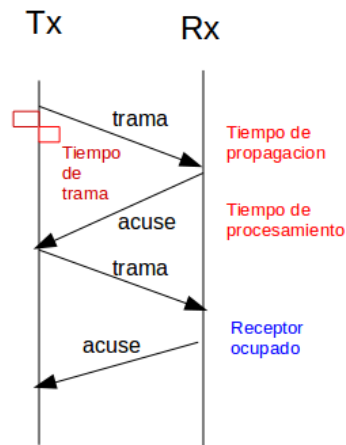 Tx
Rx
trama
Tiempo de
propagacion
Tiempo
de
trama
acuse
Tiempo de
procesamiento
trama
Receptor
ocupado
acuse